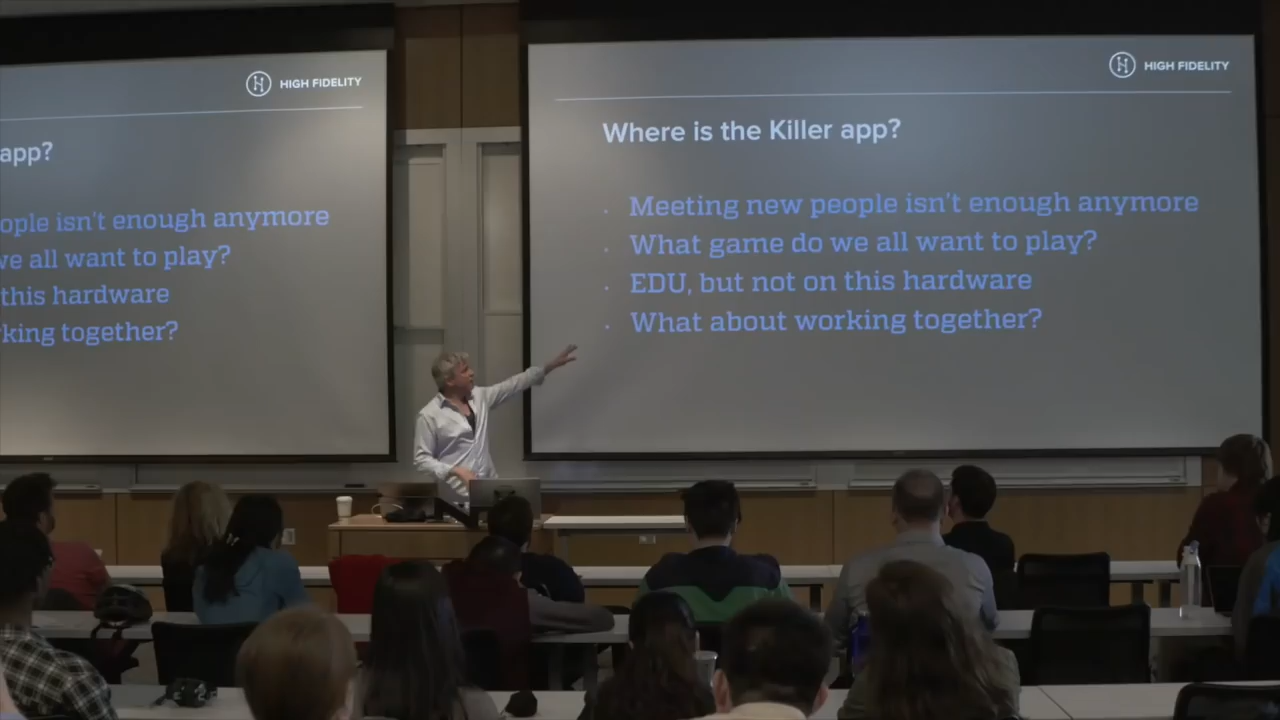 HIGH FIDELITY
app?
ople isn't enough anymore
we all want to play?
this hardware
king together?
HIGH FIDELITY
Where is the Killer app?
Meeting new people isn't enough anymore
What game do we all want to play?
EDU, but not on this hardware
What about working together?